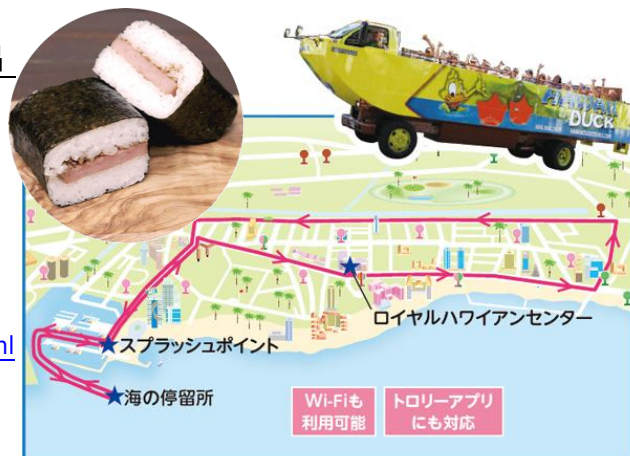 DUCK
ロイヤルハワイアンセンター
スプラッシュポイント
海の停留所
Wi-Fiも
利用可能
トロリーアプリ
にも対応